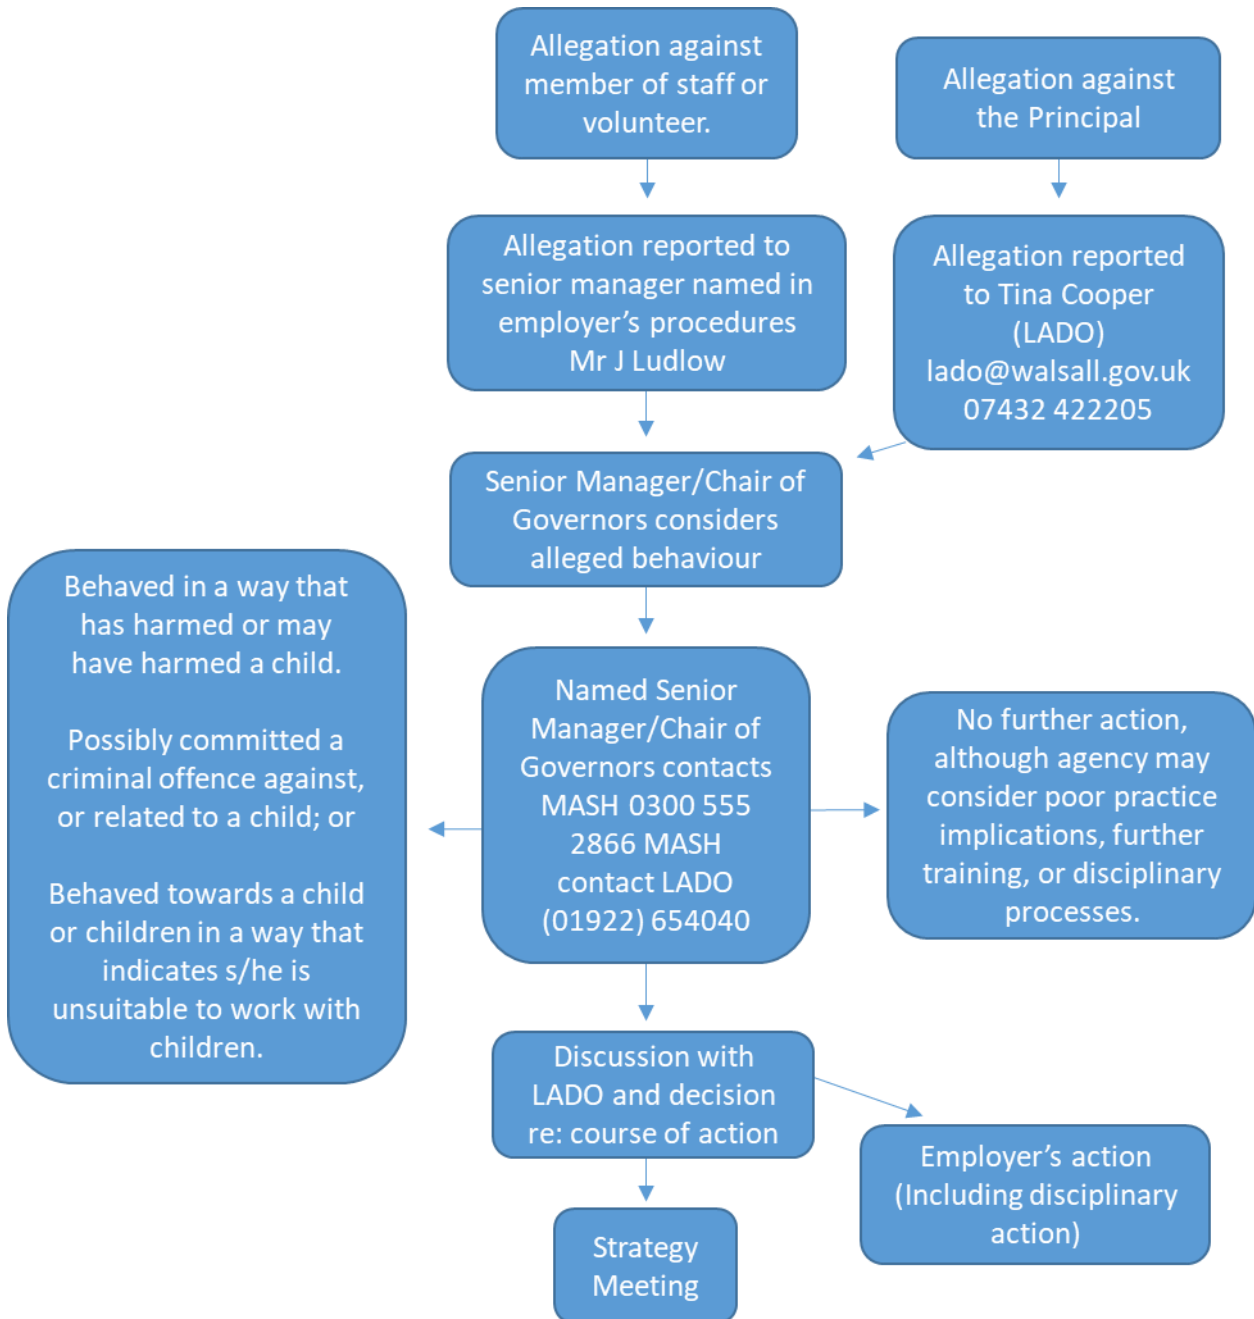 Allegation against
member of staff or
volunteer.
Allegation against
the Principal
Allegation reported to
senior manager named in
employer’s procedures
Mr J Ludlow
Allegation reported
to Tina Cooper
(LADO)
lado@walsall.gov.uk
07432 422205
Senior Manager/Chair of
Governors considers
alleged behaviour
Behaved in a way that
has harmed or may
have harmed a child.
Possibly committed a
criminal offence against,
or related to a child; or
Behaved towards a child
or children in a way that
indicates s/he is
unsuitable to work with
children.
Named Senior
Manager/Chair of
Governors contacts
MASH 0300 555
2866 MASH
contact LADO
(01922) 654040
No further action,
although agency may
consider poor practice
implications, further
training, or disciplinary
processes.
Discussion with
LADO and decision
re: course of action
Employer’s action
(Including disciplinary
action)
Strategy
Meeting